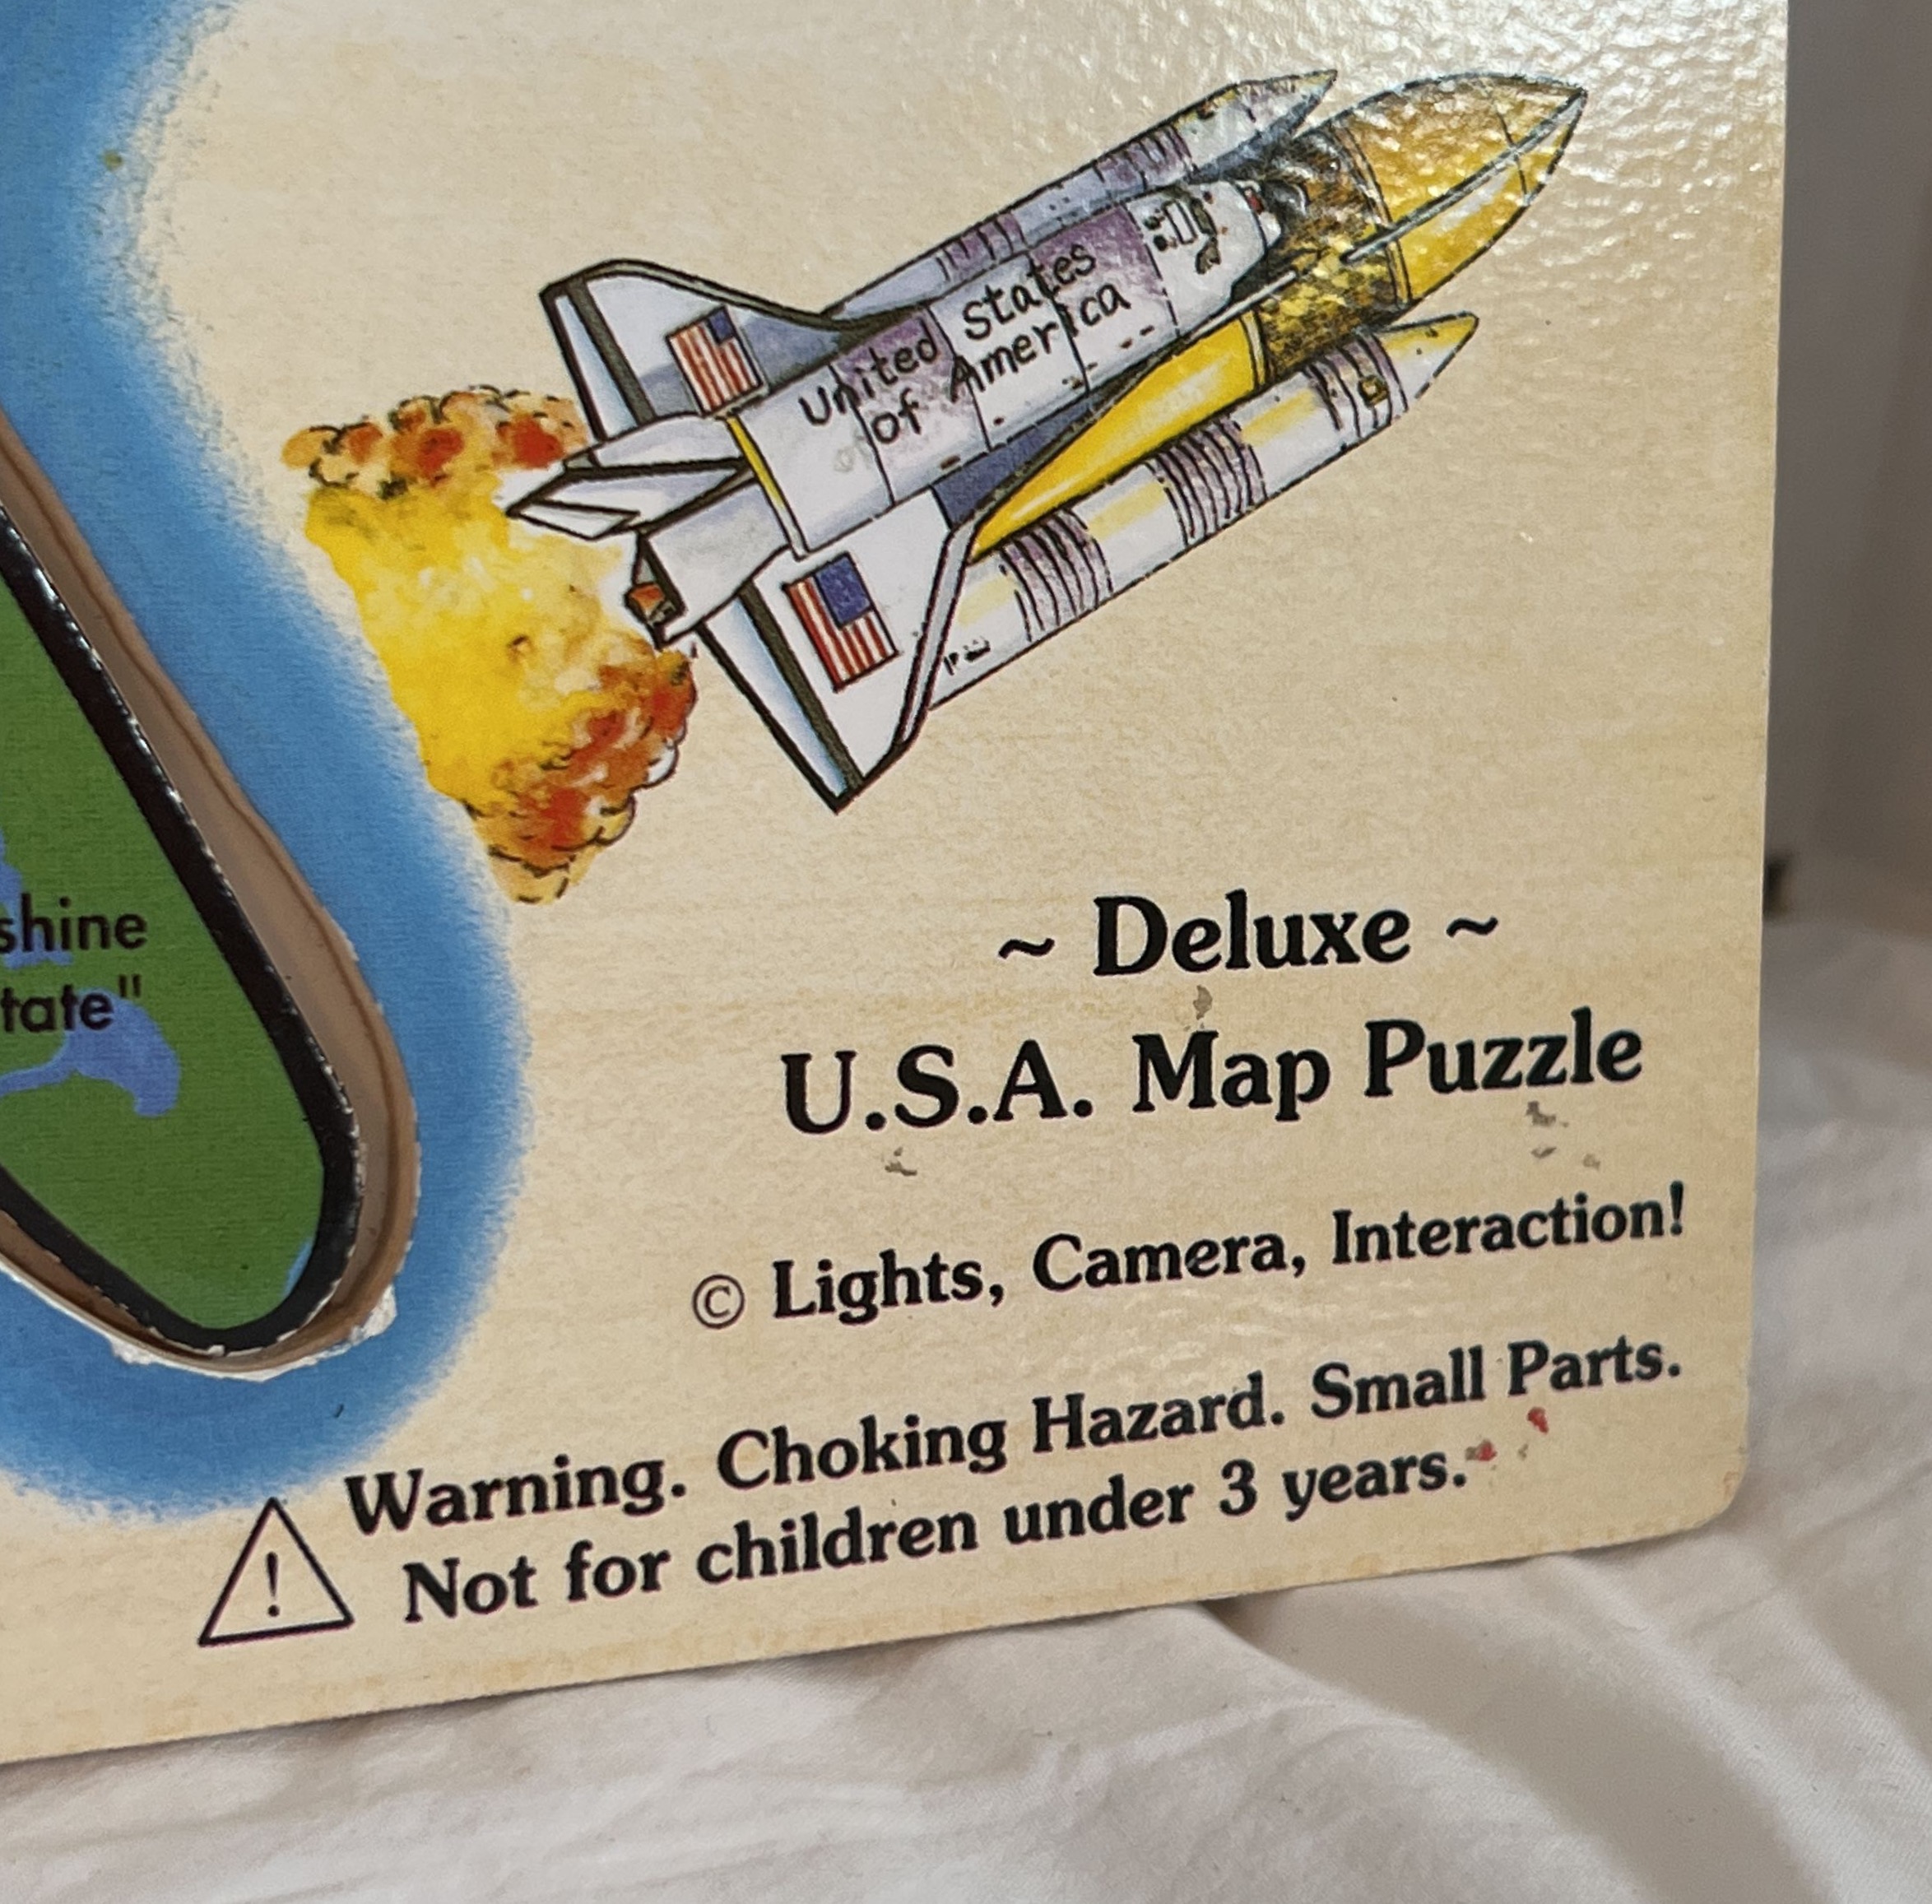 United States
of America
shine
tate"
~ Deluxe ~
U.S.A. Map Puzzle
© Lights, Camera, Interaction!
Warning. Choking Hazard. Small Parts.
! Not for children under 3 years.